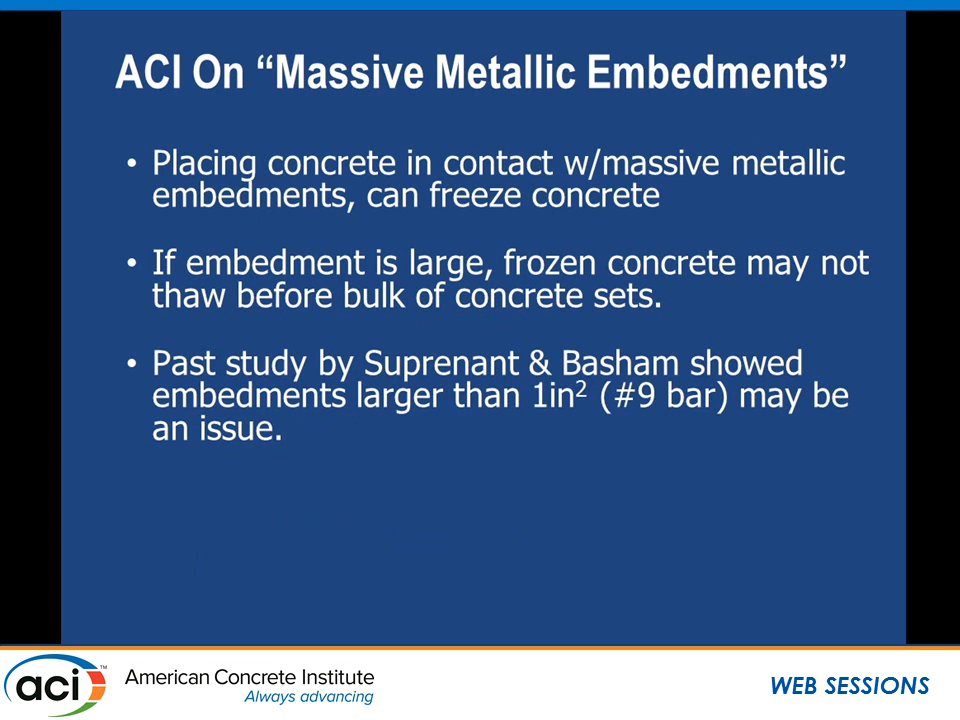 ACI On “Massive Metallic Embedments”
• Placing concrete in contact w/massive metallic
embedments, can freeze concrete
• If embedment is large, frozen concrete may not
thaw before bulk of concrete sets.
• Past study by Suprenant & Basham showed
embedments larger than 1in² (#9 bar) may be
an issue.
aci™
American Concrete Institute
Always advancing
WEB SESSIONS